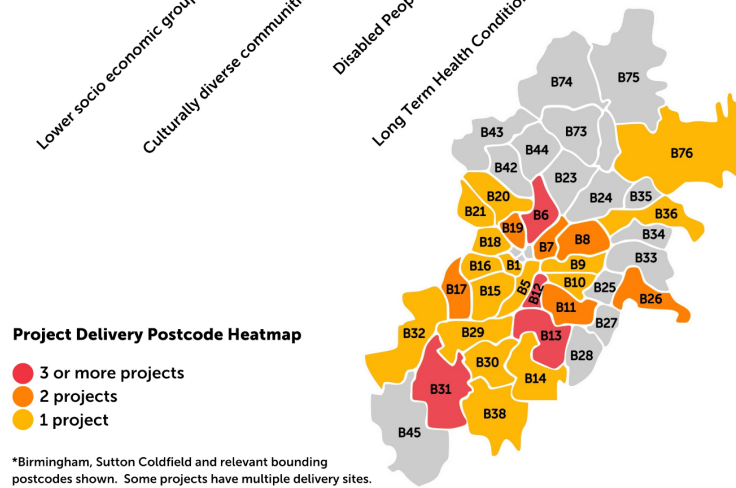 Lower socio economic grou
Culturally diverse communiti
Disabled Peop
Long Term Health Condition
B74
B75
B43
B73
B44
B76
B42
B23
B24
B35
B20
B21
B6
B36
B19
B18
B7
B8
B34
B33
B16
B1
B9
B10
B25
B17
B15
B5
B12
B11
B26
B27
B32
B29
B13
B28
B30
B14
B31
B38
B45
Project Delivery Postcode Heatmap
3 or more projects
2 projects
1 project
*Birmingham, Sutton Coldfield and relevant bounding
postcodes shown. Some projects have multiple delivery sites.